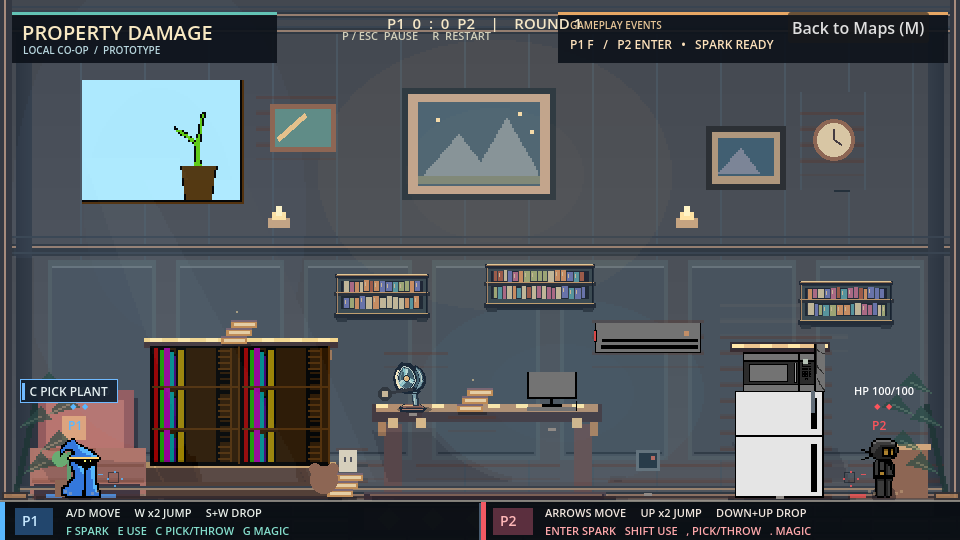 PROPERTY DAMAGE
LOCAL CO-OP / PROTOTYPE
P1 0 : 0 P2 | ROUND 1
P / ESC PAUSE R RESTART
GAMEPLAY EVENTS
P1 F / P2 ENTER • SPARK READY
Back to Maps (M)
C PICK PLANT
P1
HP 100/100
P2
P1
A/D MOVE W x2 JUMP S+W DROP
F SPARK E USE C PICK/THROW G MAGIC
P2
ARROWS MOVE UP x2 JUMP DOWN+UP DROP
ENTER SPARK SHIFT USE , PICK/THROW . MAGIC